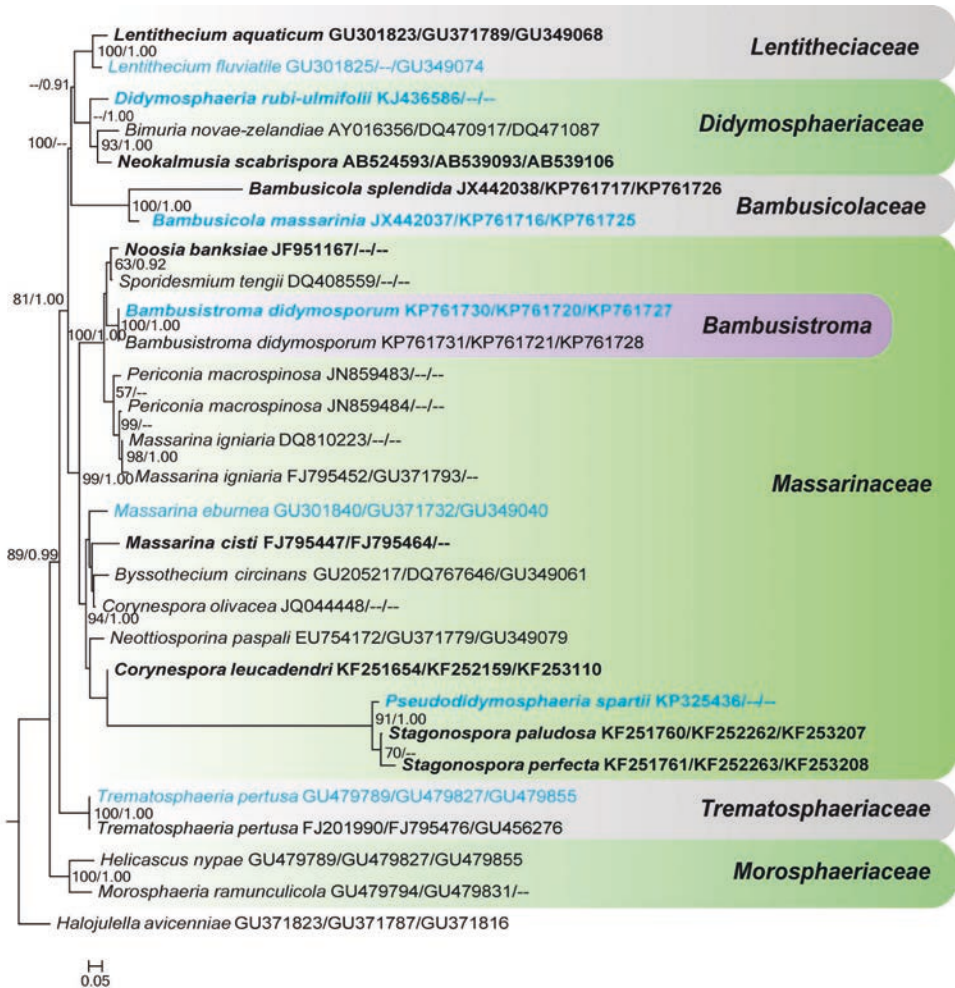 Lentithecium aquaticum GU301823/GU371789/GU349068
100/1.00
Lentitheciaceae
Lentithecium fluviatile GU301825/--/GU349074
--/0.91
Didymosphaeria rubi-ulmifolii KJ436586/--/--
--/1.00
Didymosphaeriaceae
Bimuria novae-zelandiae AY016356/DQ470917/DQ471087
100/--
93/1.00
Neokalmusia scabrispora AB524593/AB539093/AB539106
Bambusicola splendida JX442038/KP761717/KP761726
100/1.00
Bambusicolaceae
Bambusicola massarinia JX442037/KP761716/KP761725
Noosia banksiae JF951167/--/--
63/0.92
Sporidesmium tengii DQ408559/--/--
81/1.00
Bambusistroma didymosporum KP761730/KP761720/KP761727
100/1.00
100/1.00
Bambusistroma
Bambusistroma didymosporum KP761731/KP761721/KP761728
Periconia macrospinosa JN859483/--/--
57/--
Periconia macrospinosa JN859484/--/--
99/--
Massarina igniaria DQ810223/--/--
98/1.00
99/1.00
Massarina igniaria FJ795452/GU371793/--
Massarinaceae
Massarina eburnea GU301840/GU371732/GU349040
Massarina cisti FJ795447/FJ795464/--
89/0.99
Byssothecium circinans GU205217/DQ767646/GU349061
Corynespora olivacea JQ044448/--/--
94/1.00
Neottiosporina paspali EU754172/GU371779/GU349079
Corynespora leucadendri KF251654/KF252159/KF253110
Pseudodidymosphaeria spartii KP325436/--/--
91/1.00
Stagonospora paludosa KF251760/KF252262/KF253207
70/--
Stagonospora perfecta KF251761/KF252263/KF253208
Trematosphaeria pertusa GU479789/GU479827/GU479855
100/1.00
Trematosphaeriaceae
Trematosphaeria pertusa FJ201990/FJ795476/GU456276
Helicascus nypae GU479789/GU479827/GU479855
100/1.00
Morosphaeriaceae
Morosphaeria ramunculicola GU479794/GU479831/--
Halojulella avicenniae GU371823/GU371787/GU371816
0.05